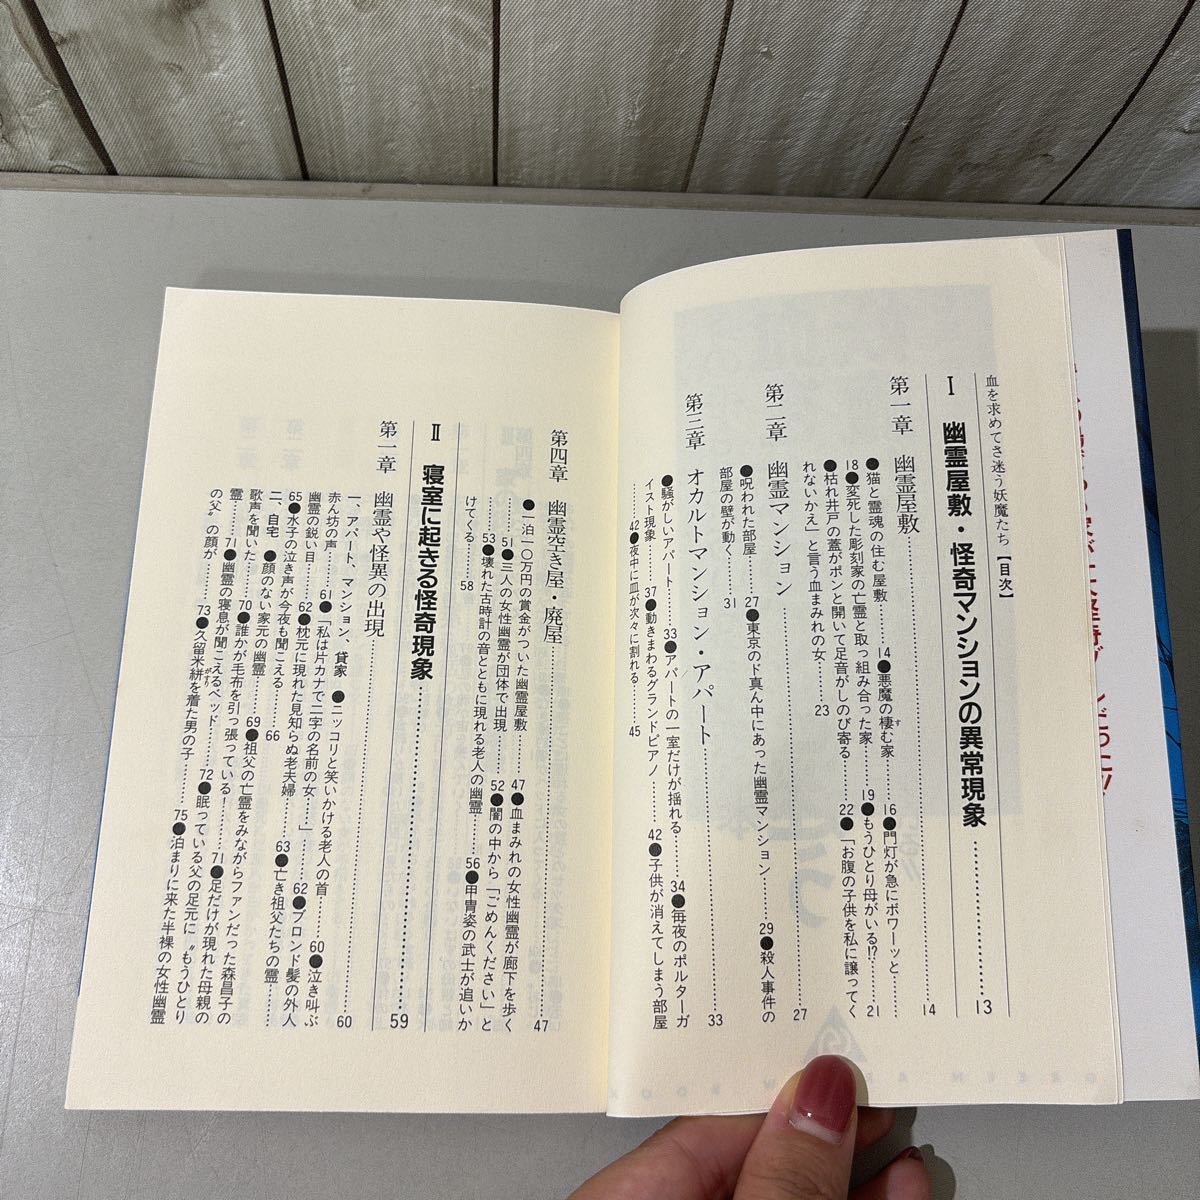 血を求めてさ迷う妖魔たち【目次】
I 幽霊屋敷・怪奇マンションの異常現象…………13
第一章 幽霊屋敷…………14
●猫と霊魂の住む屋敷………14●悪魔の棲む家………16●門灯が急にボワーッと…
18●変死した彫刻家の亡霊と取っ組み合った家………19●もうひとり母がいる!?………21
●枯れ井戸の蓋がポンと開いて足音がしのび寄る………22●「お腹の子供を私に譲ってく
れないかえ」と言う血まみれの女………23
第二章 幽霊マンション…………27
●呪われた部屋………27●東京のド真ん中にあった幽霊マンション………29●殺人事件の
部屋の壁が動く………31
第三章 オカルトマンション・アパート…………33
●騒がしいアパート………33●アパートの一室だけが揺れる………34●毎夜のポルターガ
イスト現象………37●動きまわるグランドピアノ………42●子供が消えてしまう部屋
………42●夜中に皿が次々に割れる………45
第四章 幽霊空き屋・廃屋…………47
●一泊一〇万円の賞金がついた幽霊屋敷………47●血まみれの女性幽霊が廊下を歩く
………51●三人の女性幽霊が団体で出現………52●闇の中から「ごめんください」と
………53●壊れた古時計の音とともに現れる老人の幽霊………56●甲冑姿の武士が追いか
けてくる………58
II 寝室に起きる怪奇現象…………59
第一章 幽霊や怪異の出現…………60
一、アパート、マンション、貸家 ●ニッコリと笑いかける老人の首………60●泣き叫ぶ
赤ん坊の声………61●「私は片カナで二字の名前の女……」………62●ブロンド髪の外人
幽霊の鋭い目………62●枕元に現れた見知らぬ老夫婦………63●亡き祖父たちの霊………
65●水子の泣き声が今夜も聞こえる………66
二、自宅 ●顔のない家元の幽霊………69●祖父の亡霊をみながらファンだった森昌子の
歌声を聞いた………70●誰かが毛布を引っ張っている！………71●足だけが現れた母親の
霊………71●幽霊の寝息が聞こえるベッド………72●眠っている父の足元に〝もうひとり
の父〟の顔が………73●久留米絣を着た男の子………75●泊まりに来た半裸の女性幽霊